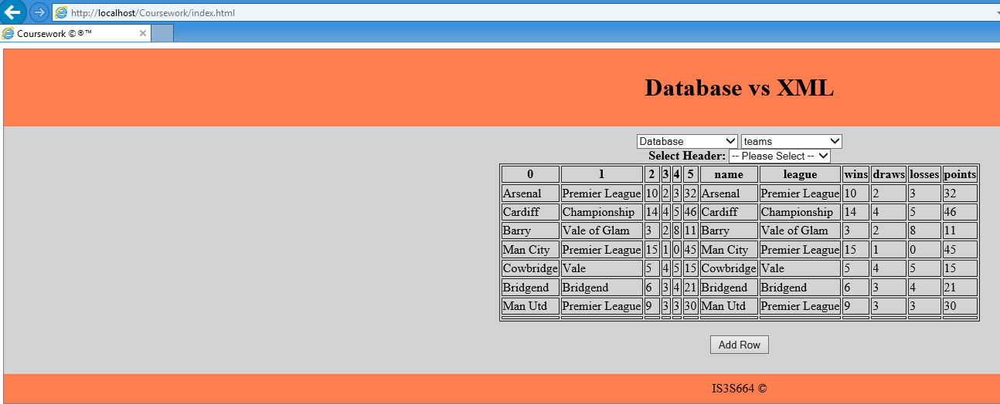 http://localhost/Coursework/index.html
Coursework ©®™ ×
Database vs XML
Database teams
Select Header: -- Please Select --
0 1 2 3 4 5 name league wins draws losses points
Arsenal Premier League 10 2 3 32 Arsenal Premier League 10 2 3 32
Cardiff Championship 14 4 5 46 Cardiff Championship 14 4 5 46
Barry Vale of Glam 3 2 8 11 Barry Vale of Glam 3 2 8 11
Man City Premier League 15 1 0 45 Man City Premier League 15 1 0 45
Cowbridge Vale 5 4 5 15 Cowbridge Vale 5 4 5 15
Bridgend Bridgend 6 3 4 21 Bridgend Bridgend 6 3 4 21
Man Utd Premier League 9 3 3 30 Man Utd Premier League 9 3 3 30
Add Row
IS3S664 ©